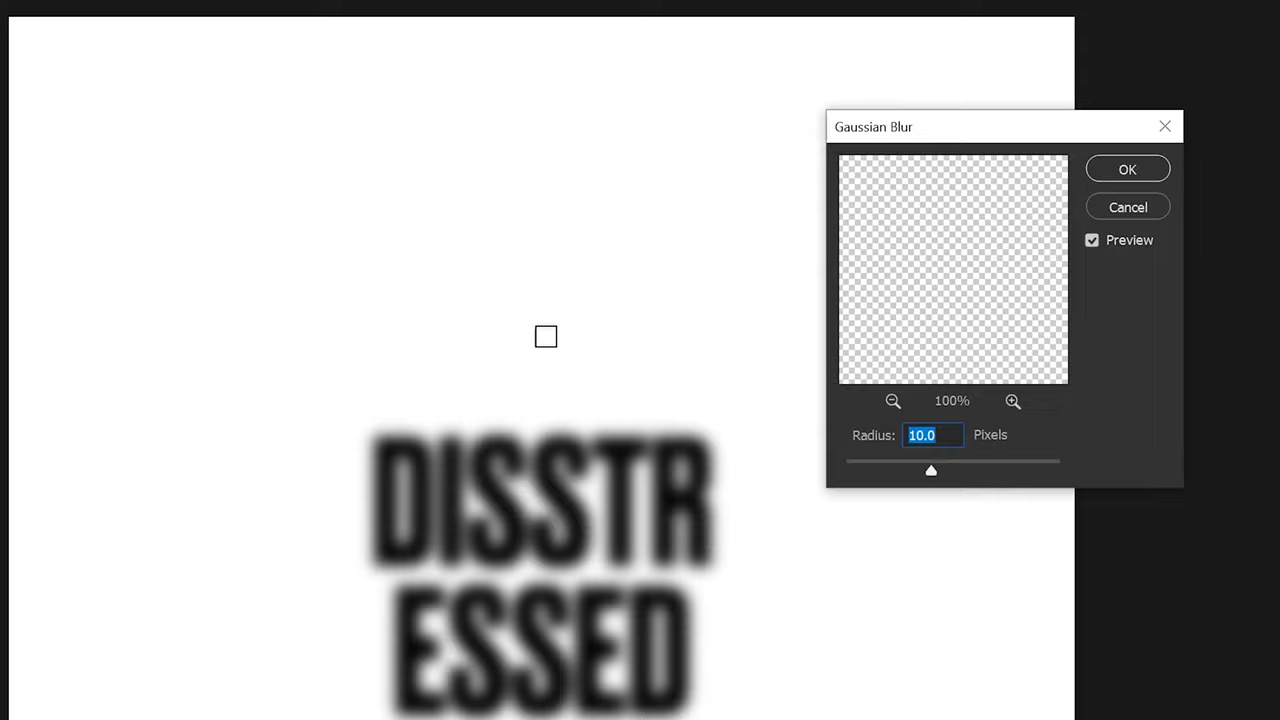 Gaussian Blur
OK
Cancel
Preview
100%
Radius: 10.0 Pixels
DISSTR
ESSED